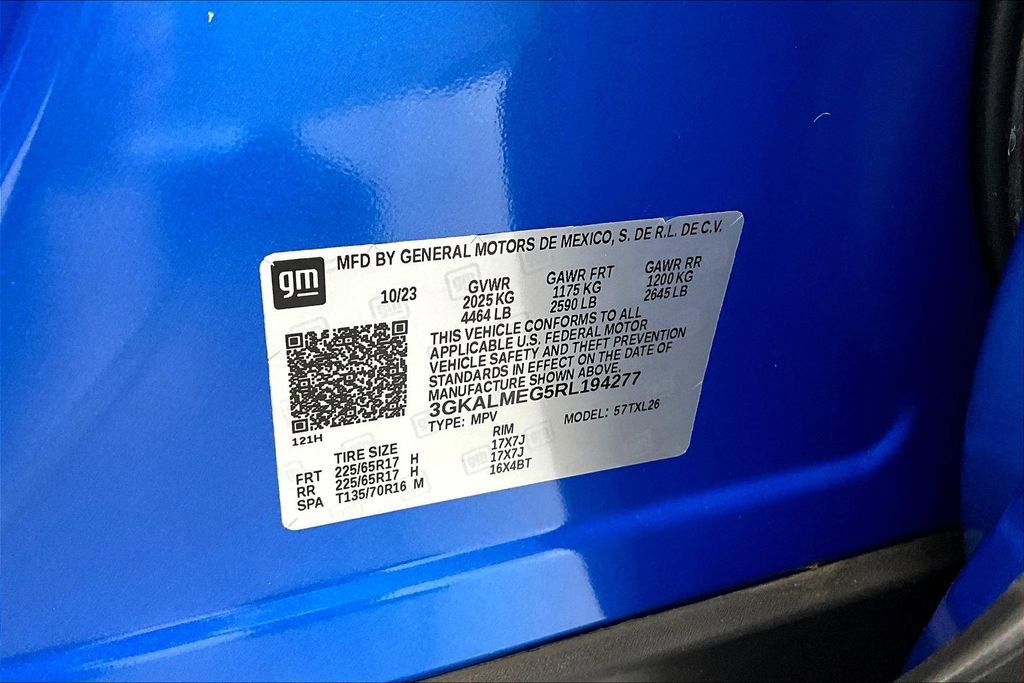 gm
MFD BY GENERAL MOTORS DE MEXICO, S. DE R.L. DE C.V.
10/23
GVWR
2025 KG
4464 LB
GAWR FRT
1175 KG
2590 LB
GAWR RR
1200 KG
2645 LB
THIS VEHICLE CONFORMS TO ALL
APPLICABLE U.S. FEDERAL MOTOR
VEHICLE SAFETY AND THEFT PREVENTION
STANDARDS IN EFFECT ON THE DATE OF
MANUFACTURE SHOWN ABOVE.
3GKALMEG5RL194277
TYPE: MPV MODEL: 57TXL26
121H
TIRE SIZE RIM
FRT 225/65R17 H 17X7J
RR 225/65R17 H 17X7J
SPA T135/70R16 M 16X4BT